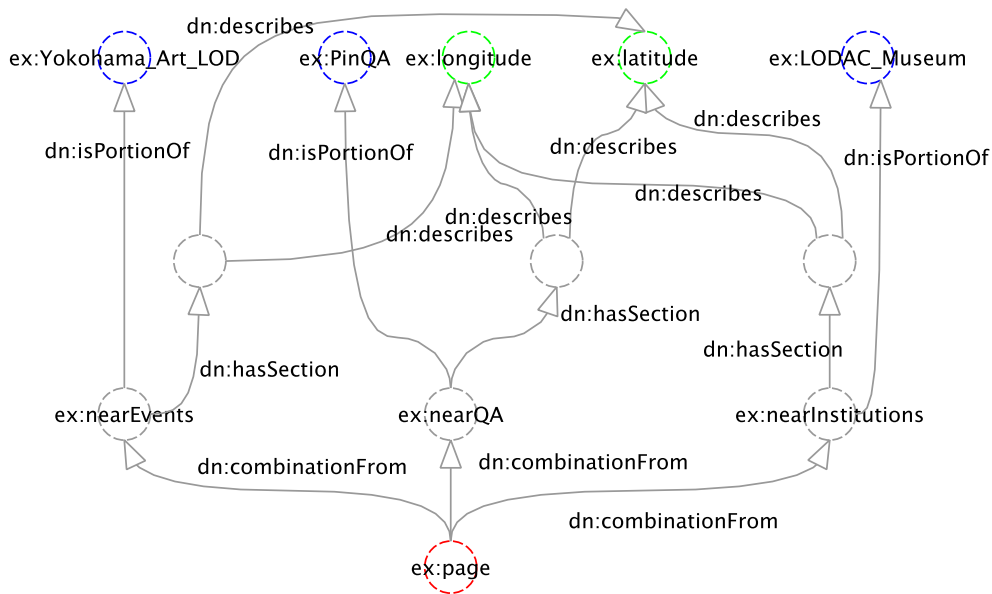 dn:describes
ex:Yokohama_Art_LOD
ex:PinQA
ex:longitude
ex:latitude
ex:LODAC_Museum
dn:describes
dn:isPortionOf
dn:isPortionOf
dn:describes
dn:isPortionOf
dn:describes
dn:describes
dn:describes
dn:hasSection
dn:hasSection
dn:hasSection
ex:nearEvents
ex:nearQA
ex:nearInstitutions
dn:combinationFrom
dn:combinationFrom
dn:combinationFrom
ex:page